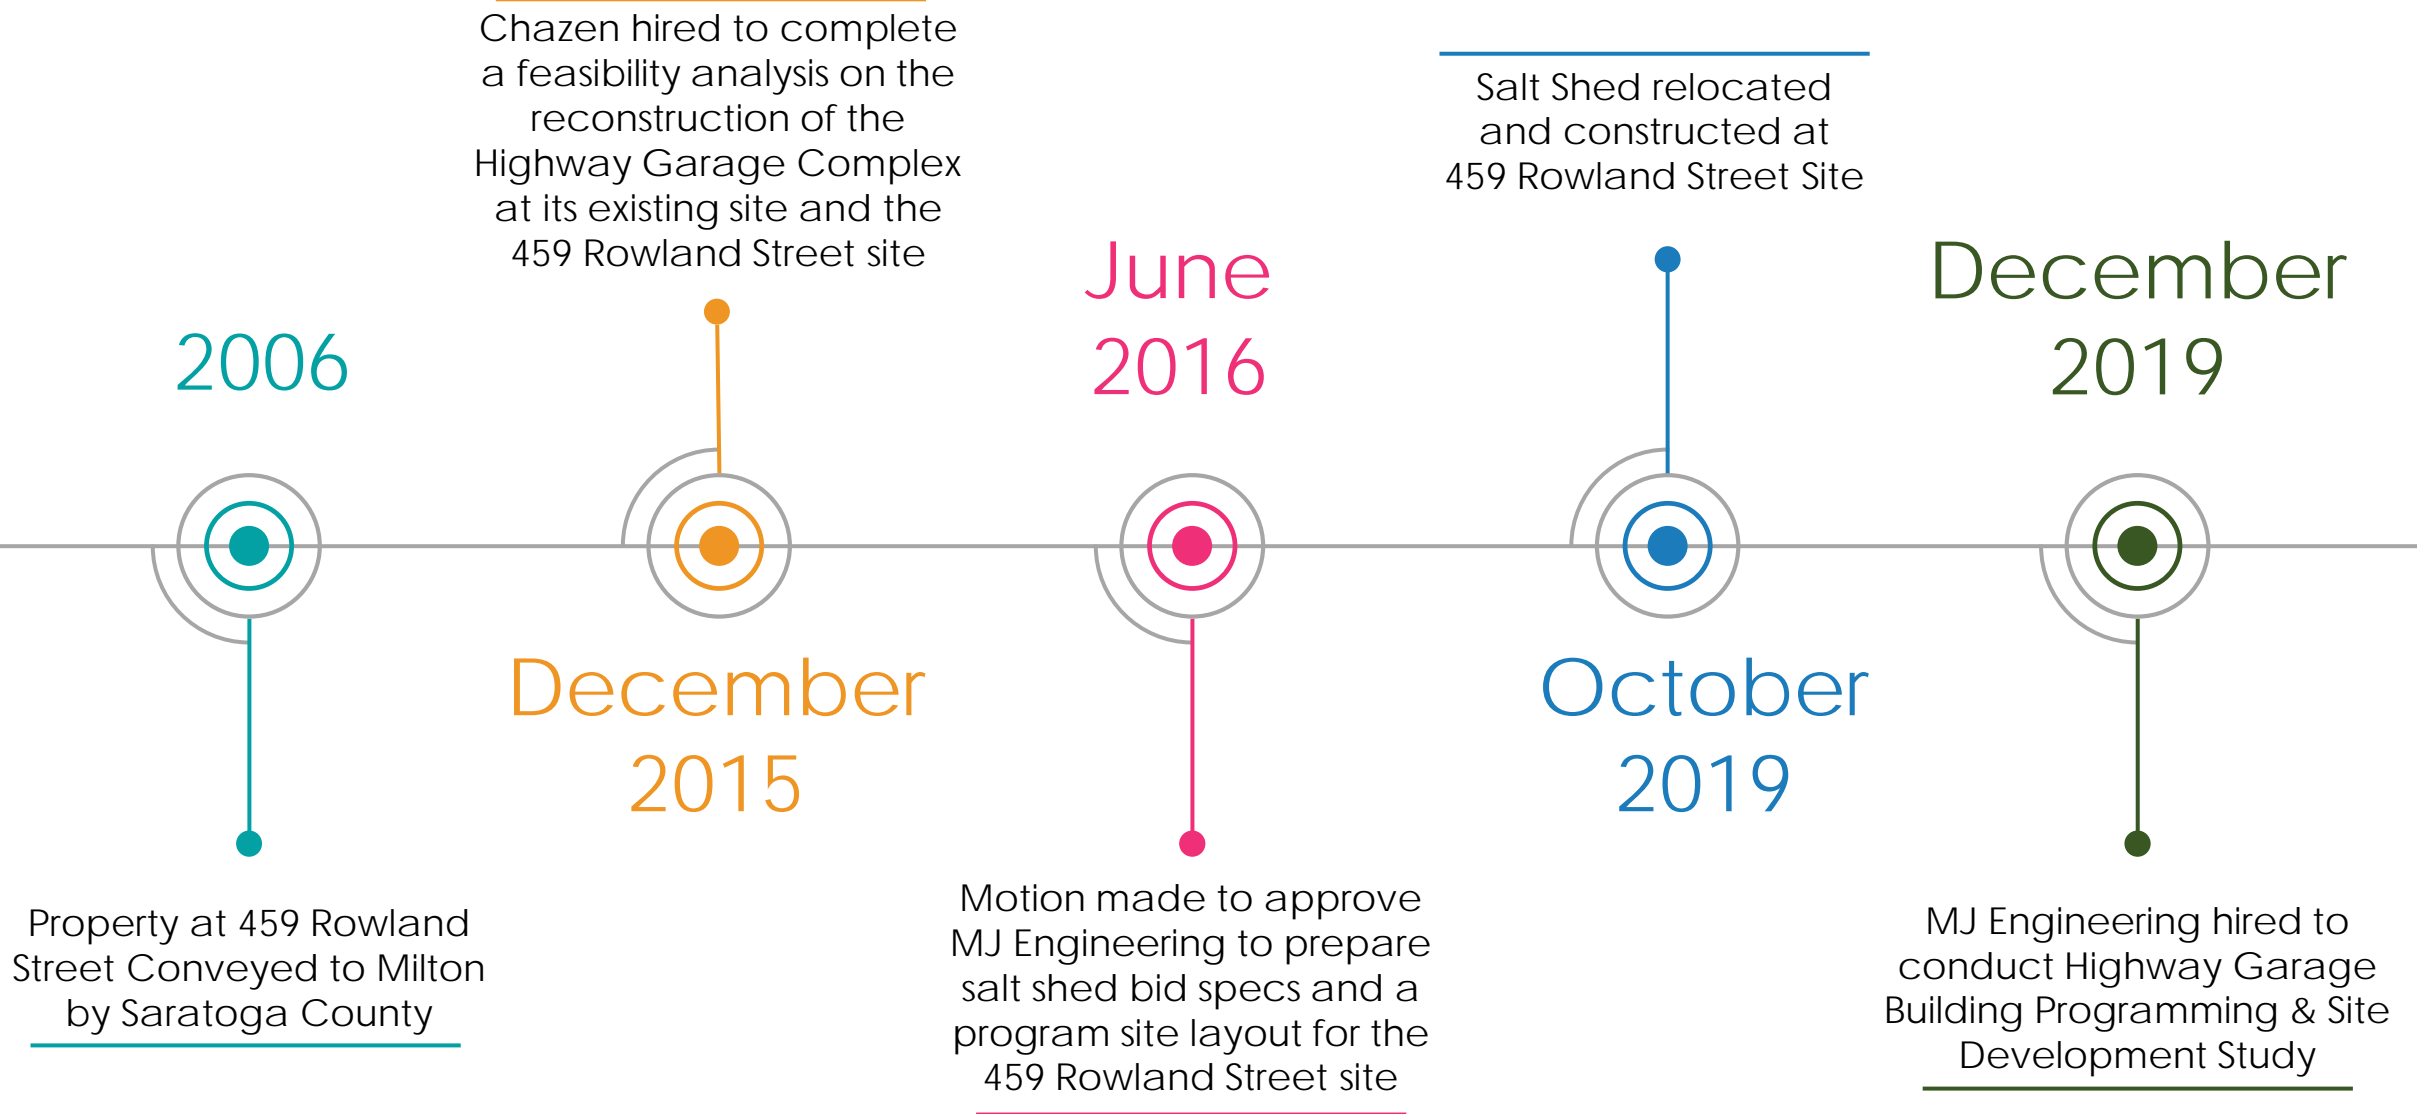 2006
Property at 459 Rowland
Street Conveyed to Milton
by Saratoga County
Chazen hired to complete
a feasibility analysis on the
reconstruction of the
Highway Garage Complex
at its existing site and the
459 Rowland Street site
December
2015
June
2016
Motion made to approve
MJ Engineering to prepare
salt shed bid specs and a
program site layout for the
459 Rowland Street site
Salt Shed relocated
and constructed at
459 Rowland Street Site
October
2019
December
2019
MJ Engineering hired to
conduct Highway Garage
Building Programming & Site
Development Study